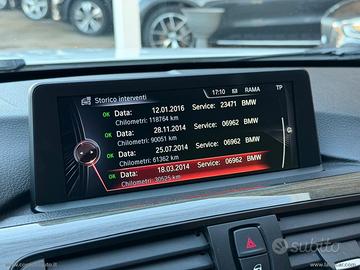 17:10 RAMA TP
Storico interventi
OK Data: 12.01.2016 Service: 23471 BMW
Chilometri: 118764 km
OK Data: 28.11.2014 Service: 06962 BMW
Chilometri: 90051 km
OK Data: 25.07.2014 Service: 06962 BMW
Chilometri: 61362 km
OK Data: 18.03.2014 Service: 06962 BMW
Chilometri: 30525 km
subito